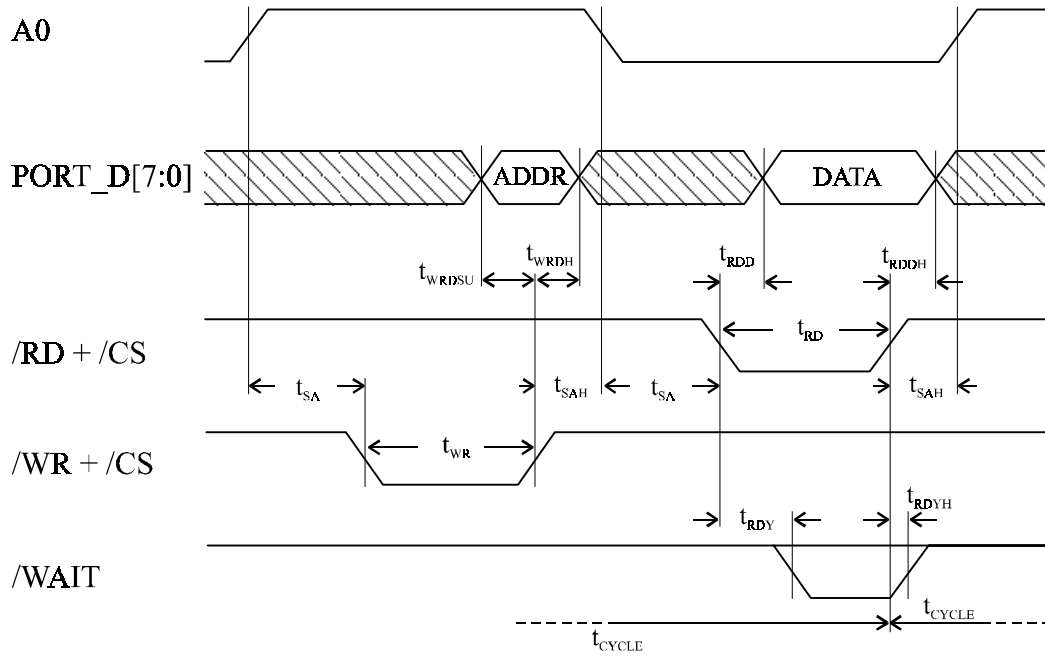 A0
PORT_D[7:0] ADDR DATA
tWRDSU tWRDH tRDD tRDDH
/RD + /CS tRD
tSA tSAH tSA tSAH
/WR + /CS tWR
tRDY tRDYH
/WAIT
tCYCLE tCYCLE